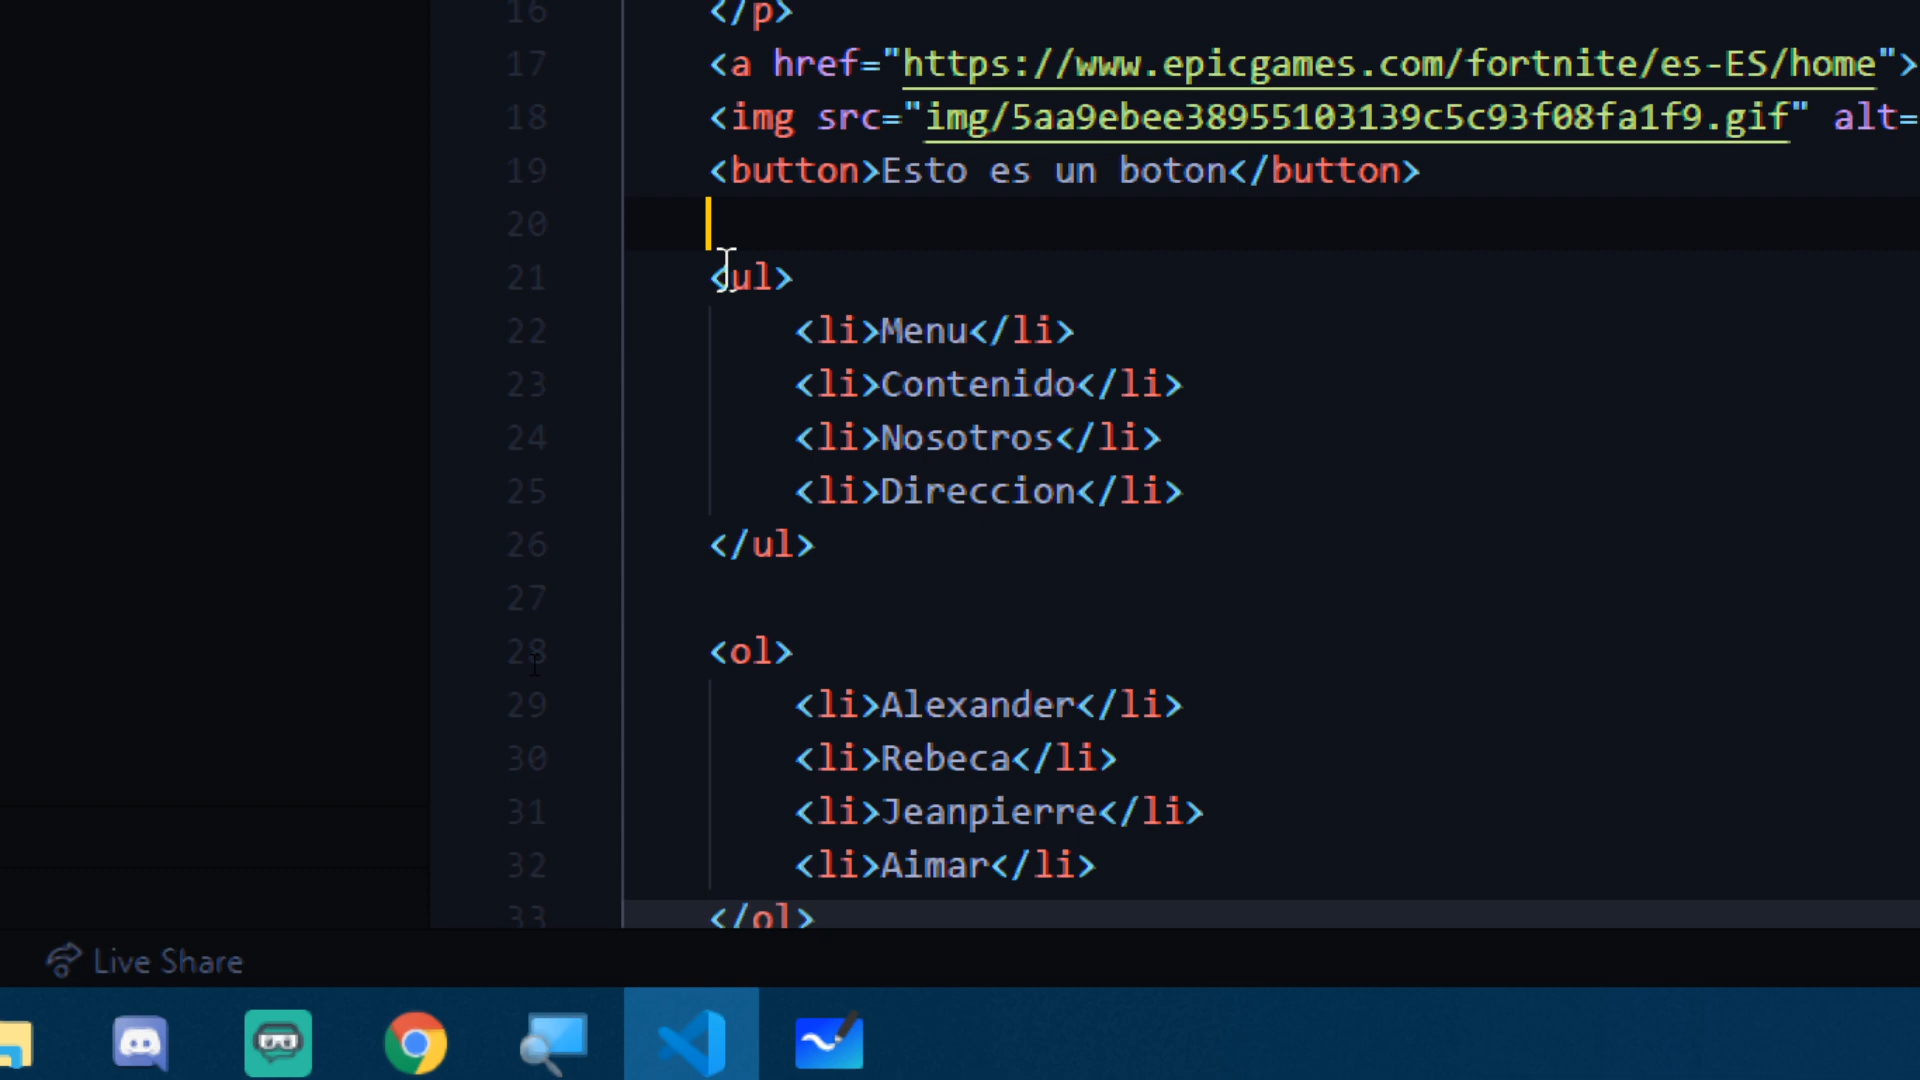 16 </p>
17 <a href="https://www.epicgames.com/fortnite/es-ES/home">
18 <img src="img/5aa9ebee38955103139c5c93f08fa1f9.gif" alt=
19 <button>Esto es un boton</button>
20
21 <ul>
22 <li>Menu</li>
23 <li>Contenido</li>
24 <li>Nosotros</li>
25 <li>Direccion</li>
26 </ul>
27
28 <ol>
29 <li>Alexander</li>
30 <li>Rebeca</li>
31 <li>Jeanpierre</li>
32 <li>Aimar</li>
33 </ol>
Live Share